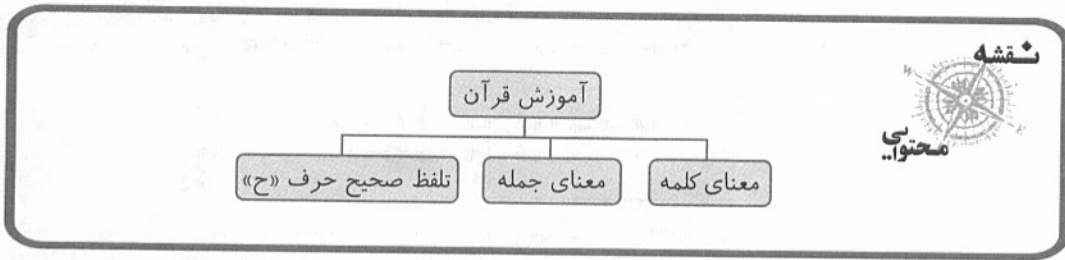 نقشه
محتوایی
آموزش قرآن
معنای کلمه
معنای جمله
تلفظ صحیح حرف «ح»